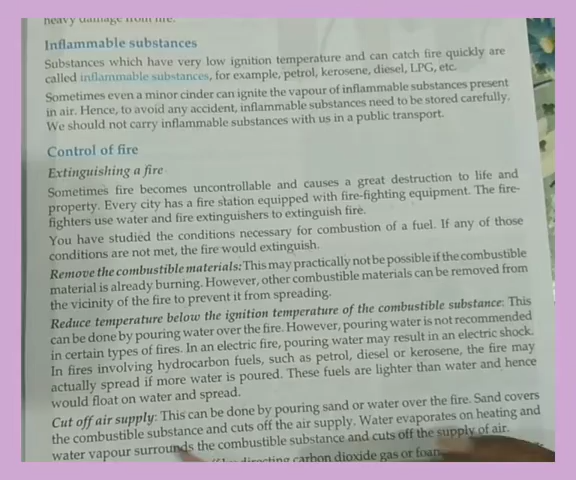 heavy damage from fire.
Inflammable substances
Substances which have very low ignition temperature and can catch fire quickly are
called inflammable substances, for example, petrol, kerosene, diesel, LPG, etc.
Sometimes even a minor cinder can ignite the vapour of inflammable substances present
in air. Hence, to avoid any accident, inflammable substances need to be stored carefully.
We should not carry inflammable substances with us in a public transport.
Control of fire
Extinguishing a fire
Sometimes fire becomes uncontrollable and causes a great destruction to life and
property. Every city has a fire station equipped with fire-fighting equipment. The fire-
fighters use water and fire extinguishers to extinguish fire.
You have studied the conditions necessary for combustion of a fuel. If any of those
conditions are not met, the fire would extinguish.
Remove the combustible materials: This may practically not be possible if the combustible
material is already burning. However, other combustible materials can be removed from
the vicinity of the fire to prevent it from spreading.
Reduce temperature below the ignition temperature of the combustible substance: This
can be done by pouring water over the fire. However, pouring water is not recommended
in certain types of fires. In an electric fire, pouring water may result in an electric shock.
In fires involving hydrocarbon fuels, such as petrol, diesel or kerosene, the fire may
actually spread if more water is poured. These fuels are lighter than water and hence
would float on water and spread.
Cut off air supply: This can be done by pouring sand or water over the fire. Sand covers
the combustible substance and cuts off the air supply. Water evaporates on heating and
water vapour surrounds the combustible substance and cuts off the supply of air.
directing carbon dioxide gas or foam